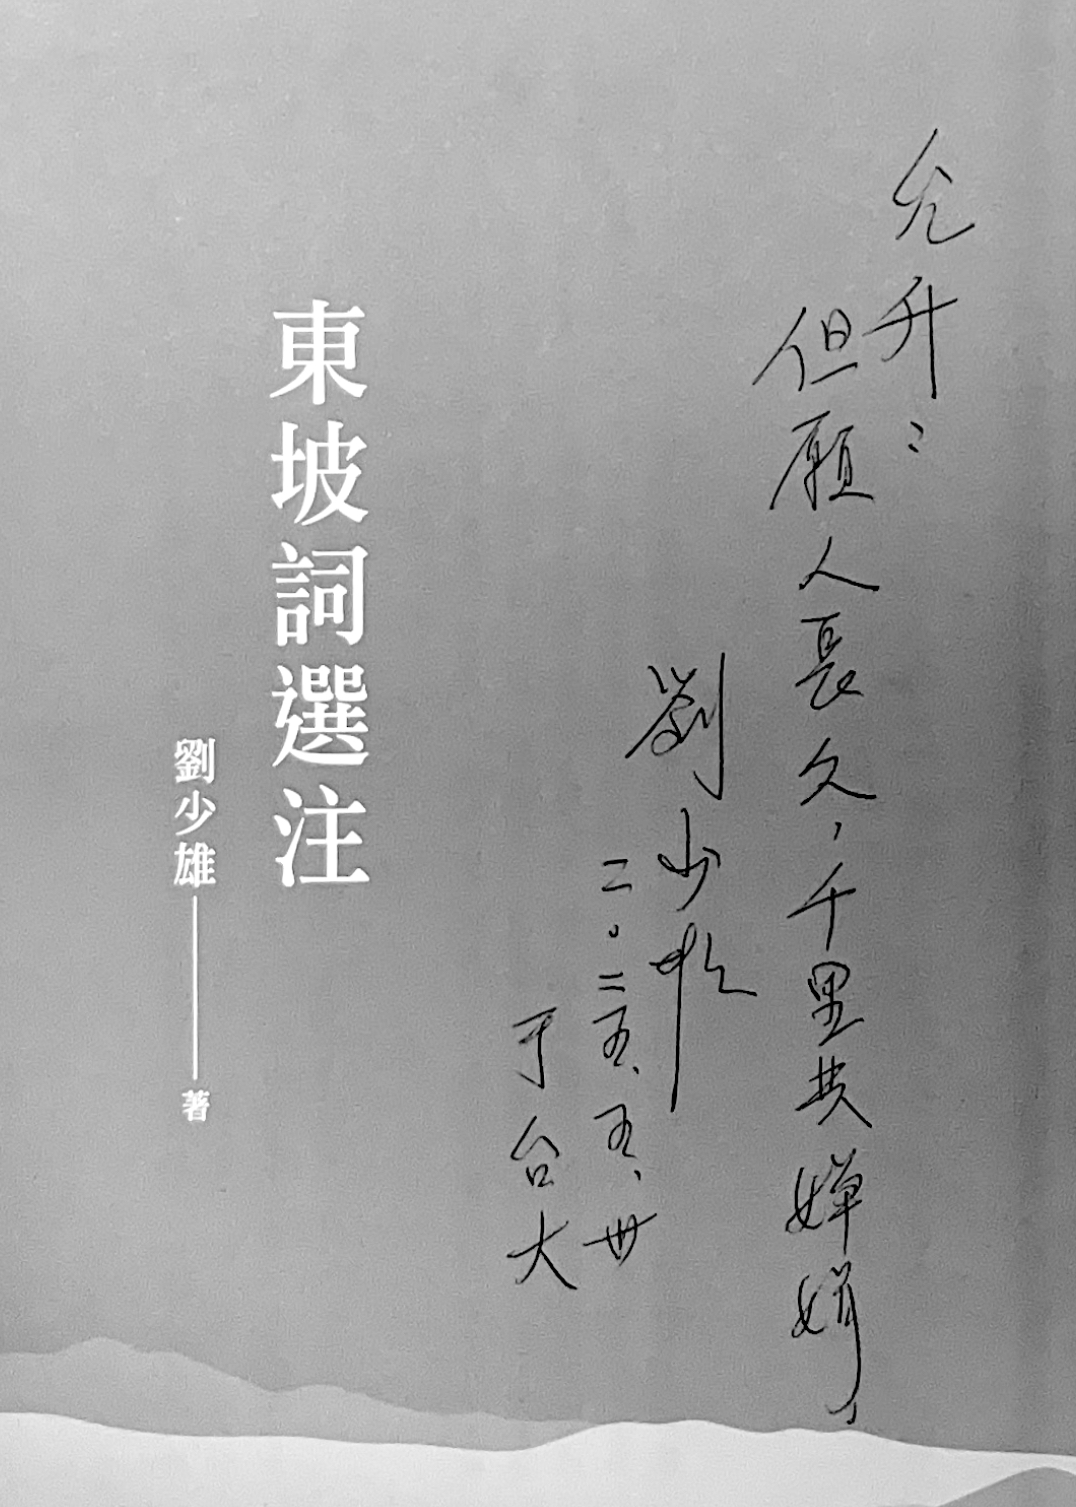 允升：
但願人長久，千里共嬋娟，
劉少雄
二〇二五、五、卅
于台大
東坡詞選注
劉少雄 著